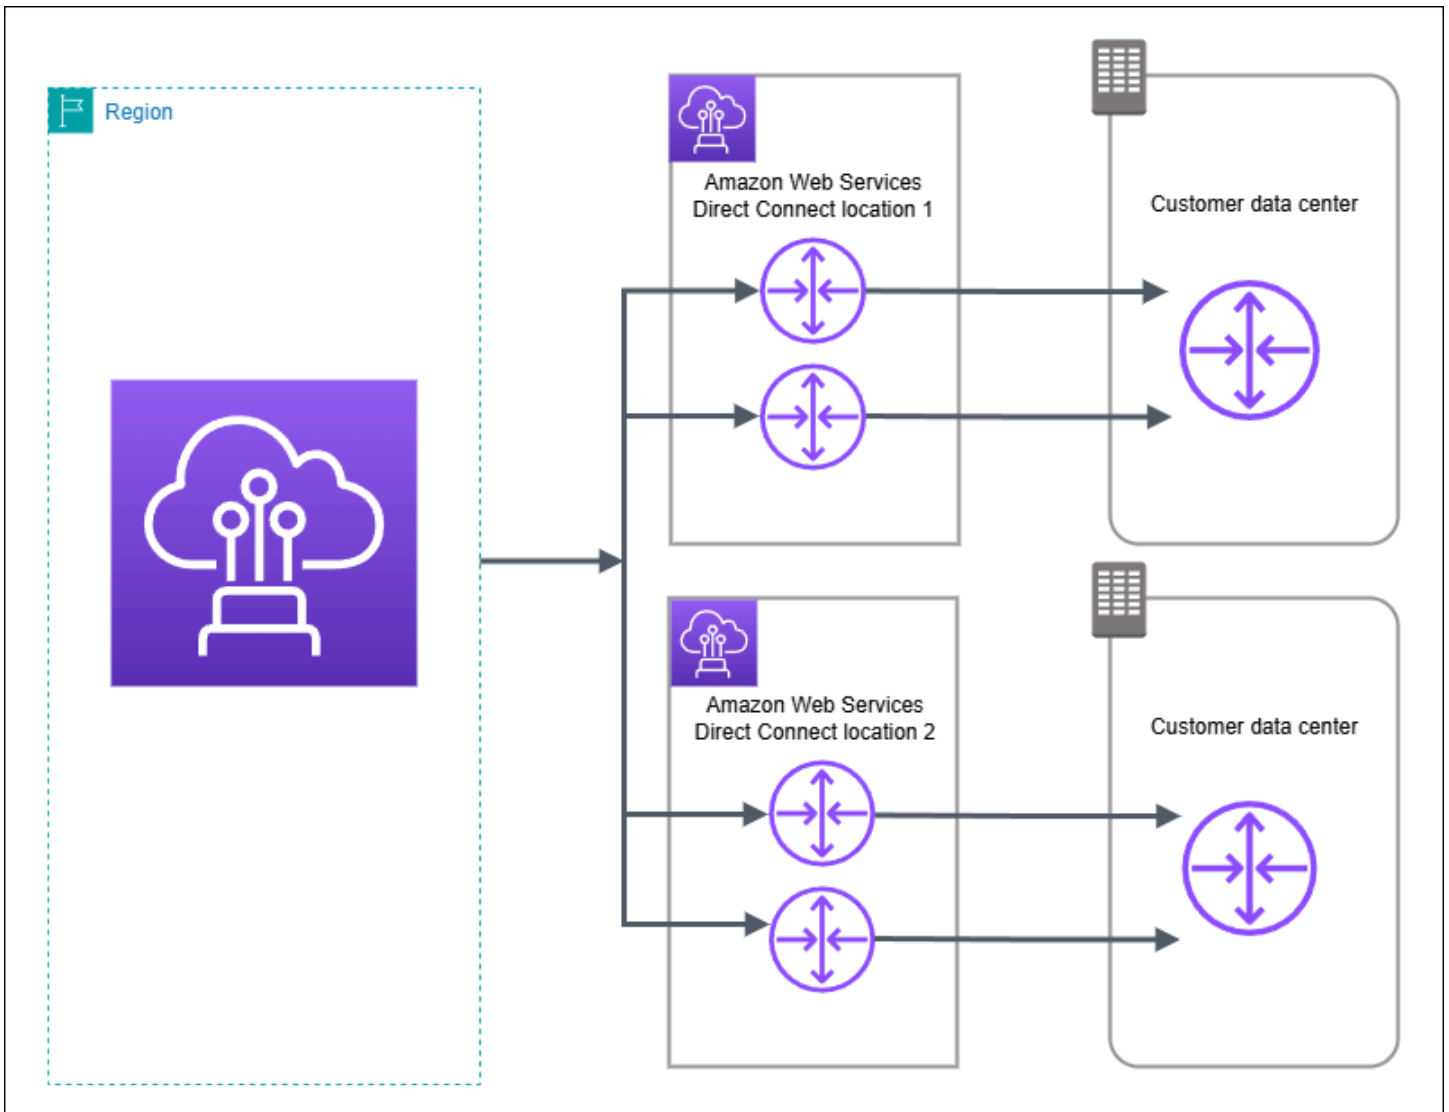 Region
Amazon Web Services
Direct Connect location 1
Customer data center
Amazon Web Services
Direct Connect location 2
Customer data center